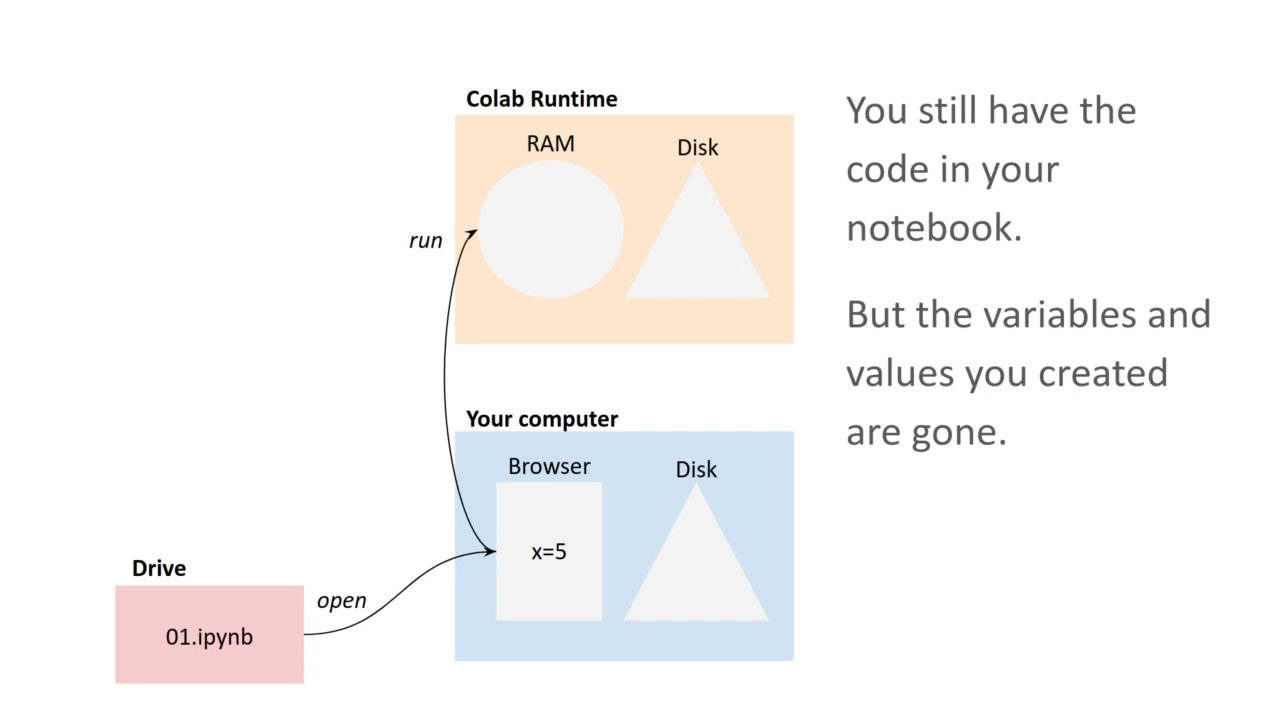 Colab Runtime
RAM
Disk
run
Your computer
Browser
Disk
x=5
Drive
open
01.ipynb
You still have the
code in your
notebook.
But the variables and
values you created
are gone.